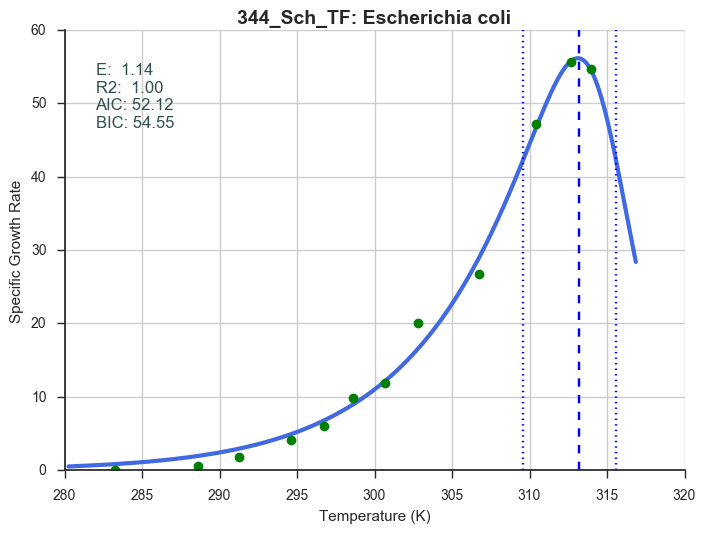 344_Sch_TF: Escherichia coli
E:  1.14
R2:  1.00
AIC: 52.12
BIC: 54.55
Specific Growth Rate
60
50
40
30
20
10
0
280 285 290 295 300 305 310 315 320
Temperature (K)